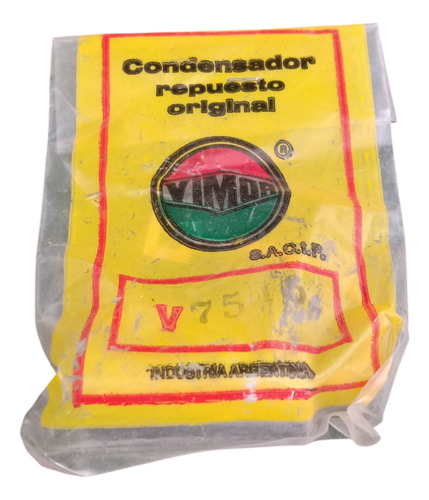 Condensador
repuesto
original
®
YIMOR
S.A.C.I.P.
V 75
INDUSTRIA ARGENTINA